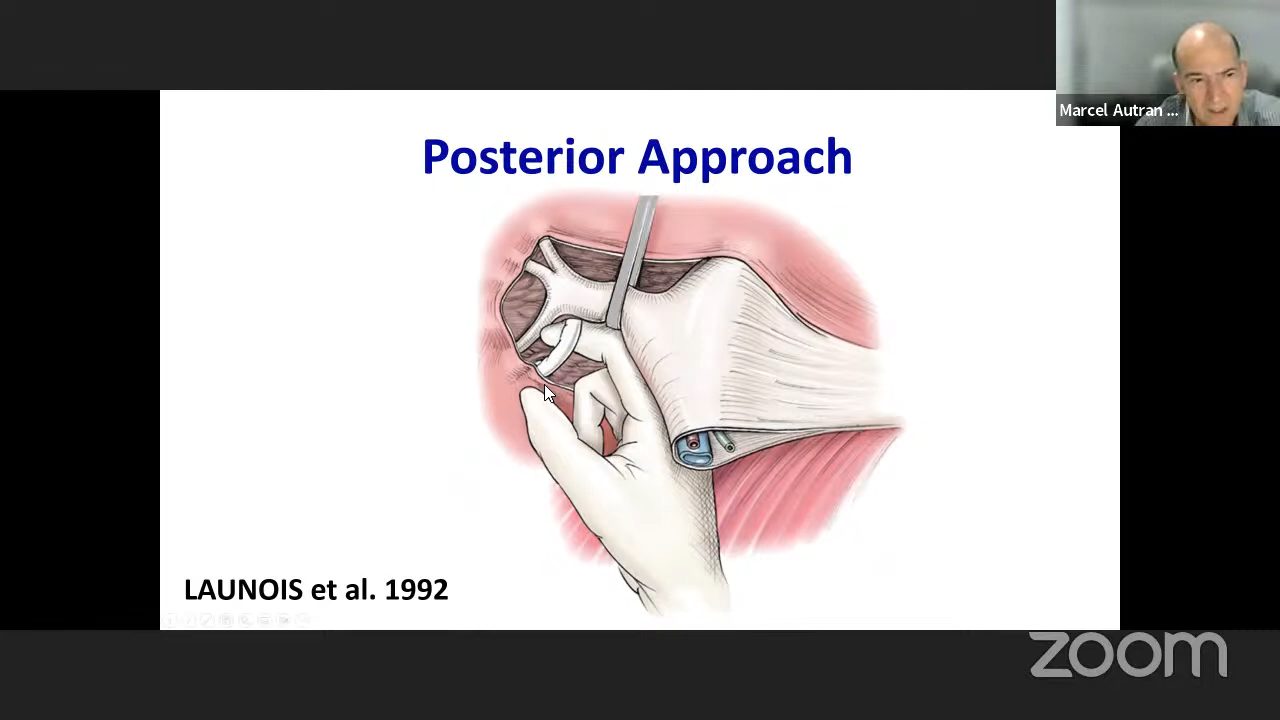 Marcel Autran ...
Posterior Approach
LAUNOIS et al. 1992
zoom